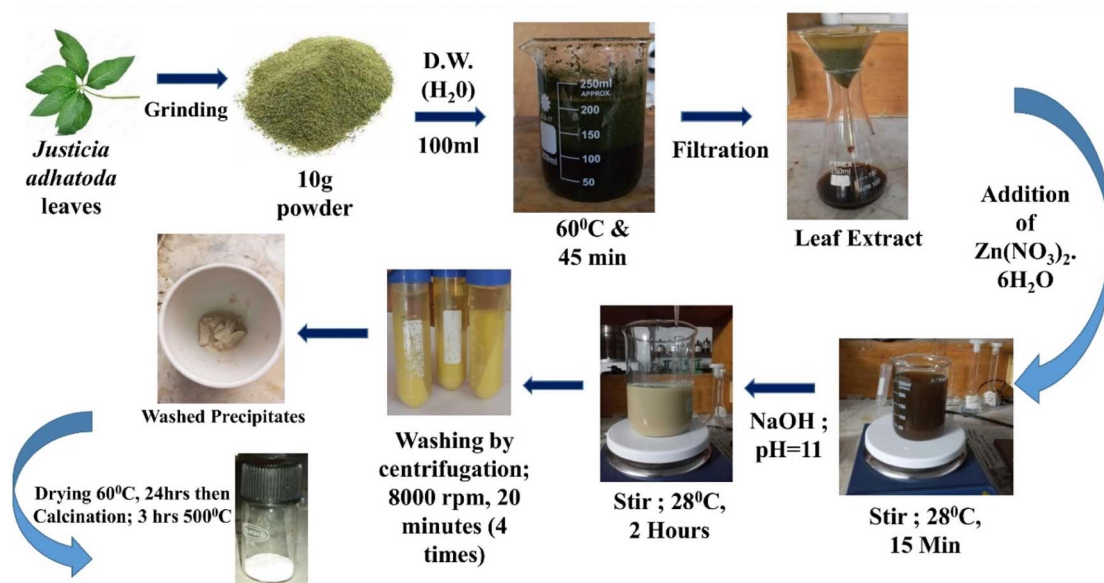 Justicia
adhatoda
leaves
Grinding
10g
powder
D.W.
(H₂0)
100ml
250ml
APPROX.
200
150
100
50
60⁰C &
45 min
Filtration
PYREX
Leaf Extract
Addition
of
Zn(NO₃)₂.
6H₂O
Stir ; 28⁰C,
15 Min
NaOH ;
pH=11
Stir ; 28⁰C,
2 Hours
Washing by
centrifugation;
8000 rpm, 20
minutes (4
times)
Washed Precipitates
Drying 60⁰C, 24hrs then
Calcination; 3 hrs 500⁰C